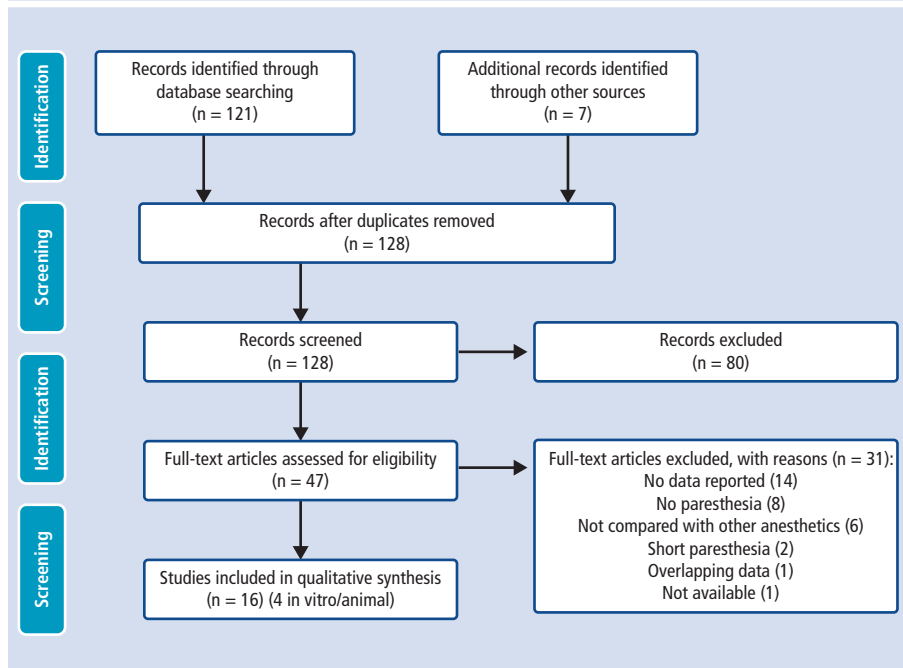 Identification
Records identified through
database searching
(n = 121)
Additional records identified
through other sources
(n = 7)
Screening
Records after duplicates removed
(n = 128)
Records screened
(n = 128)
Records excluded
(n = 80)
Identification
Full-text articles assessed for eligibility
(n = 47)
Full-text articles excluded, with reasons (n = 31):
No data reported (14)
No paresthesia (8)
Not compared with other anesthetics (6)
Short paresthesia (2)
Overlapping data (1)
Not available (1)
Screening
Studies included in qualitative synthesis
(n = 16) (4 in vitro/animal)